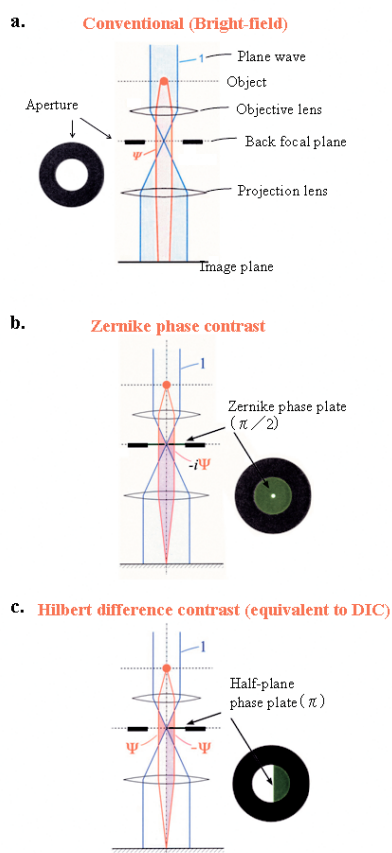 a.
Conventional (Bright-field)
1
Plane wave
Object
Aperture
Objective lens
Back focal plane
Ψ
Projection lens
Image plane
b.
Zernike phase contrast
1
Zernike phase plate
(π/2)
-iΨ
c.
Hilbert difference contrast (equivalent to DIC)
1
Half-plane
phase plate(π)
Ψ
-Ψ